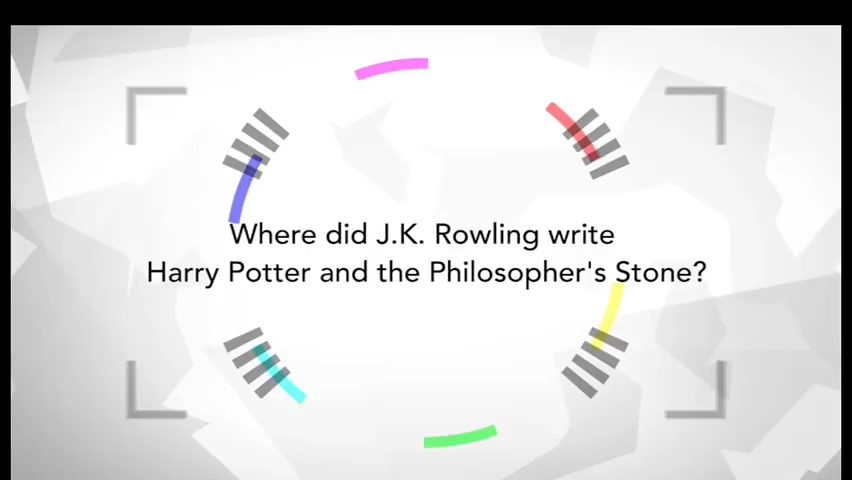 Where did J.K. Rowling write
Harry Potter and the Philosopher's Stone?